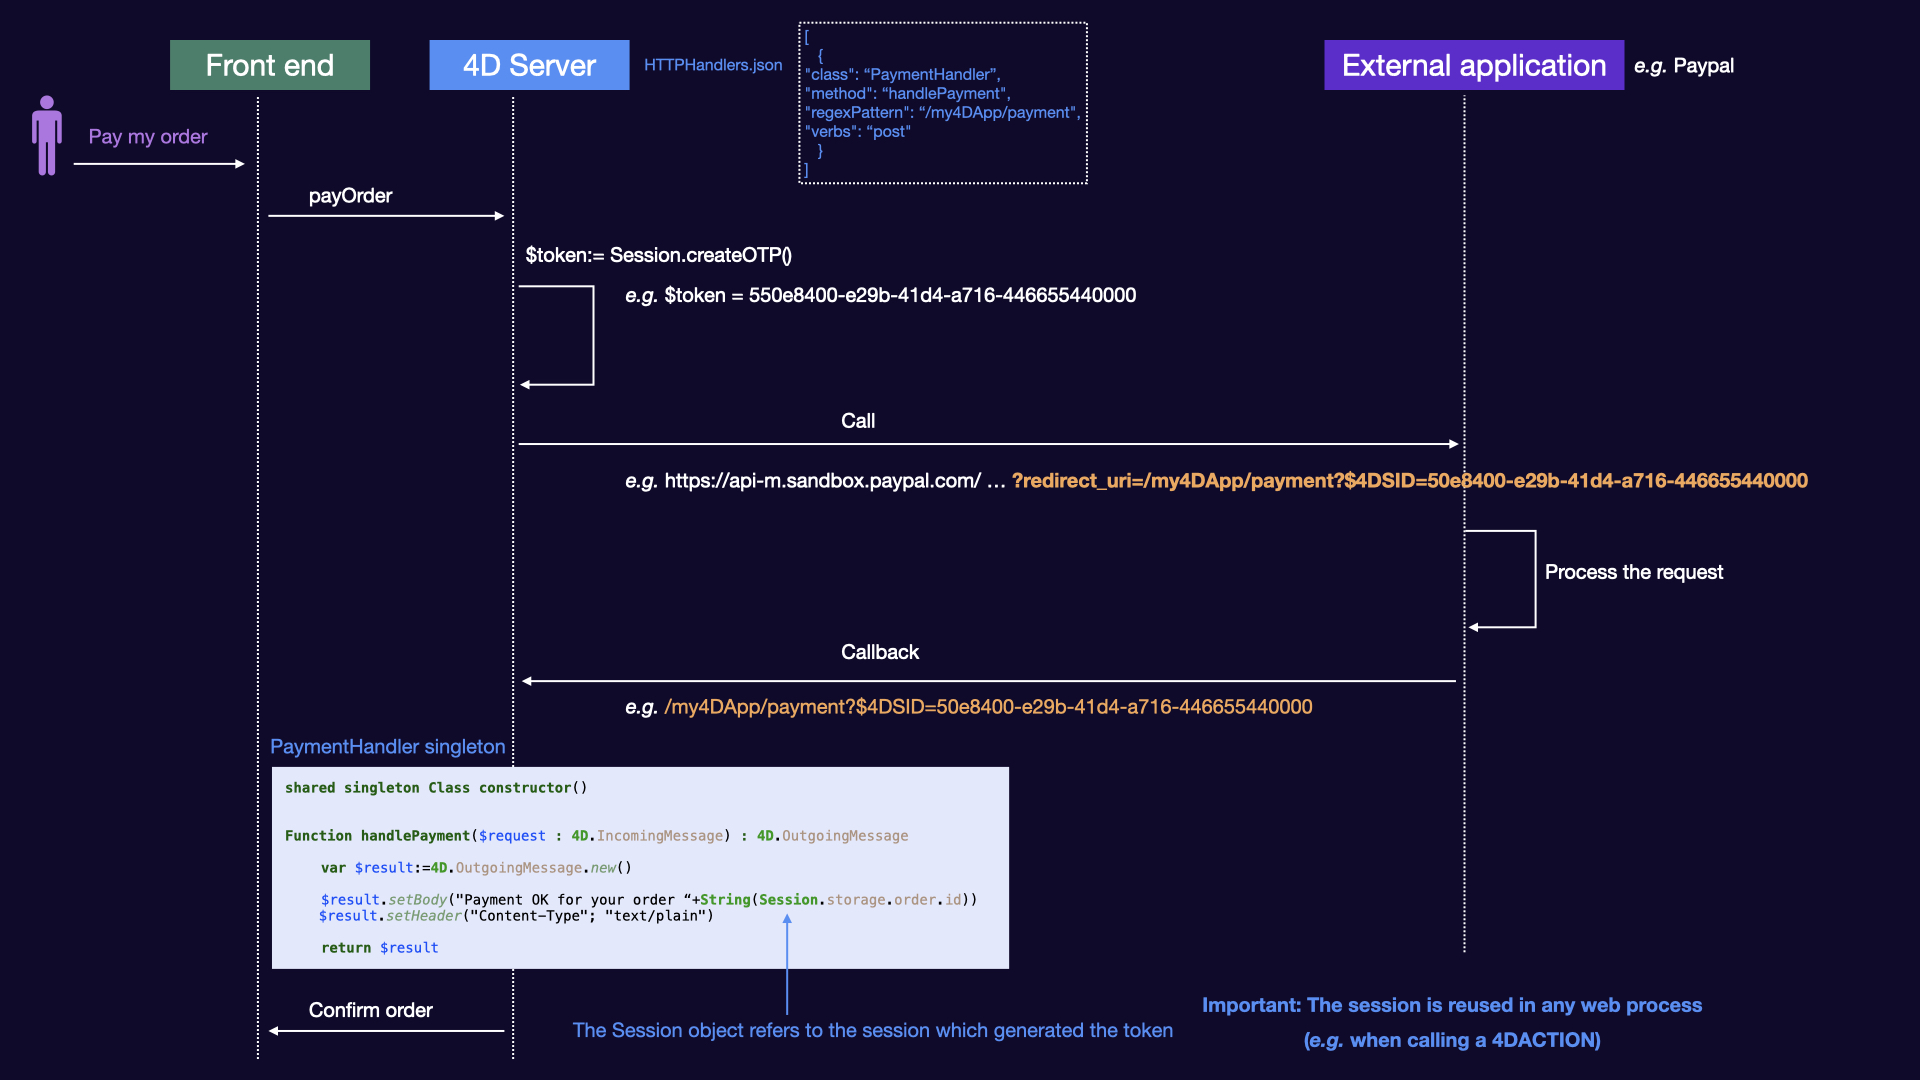 Front end
4D Server
HTTPHandlers.json
[
{
"class": “PaymentHandler”,
"method": “handlePayment",
"regexPattern": “/my4DApp/payment",
"verbs": “post"
}
]
External application
e.g. Paypal
Pay my order
payOrder
$token:= Session.createOTP()
e.g. $token = 550e8400-e29b-41d4-a716-446655440000
Call
e.g. https://api-m.sandbox.paypal.com/ … ?redirect_uri=/my4DApp/payment?$4DSID=50e8400-e29b-41d4-a716-446655440000
Process the request
Callback
e.g. /my4DApp/payment?$4DSID=50e8400-e29b-41d4-a716-446655440000
PaymentHandler singleton
shared singleton Class constructor()
Function handlePayment($request : 4D.IncomingMessage) : 4D.OutgoingMessage
var $result:=4D.OutgoingMessage.new()
$result.setBody("Payment OK for your order “+String(Session.storage.order.id))
$result.setHeader("Content-Type"; "text/plain")
return $result
Confirm order
The Session object refers to the session which generated the token
Important: The session is reused in any web process
(e.g. when calling a 4DACTION)